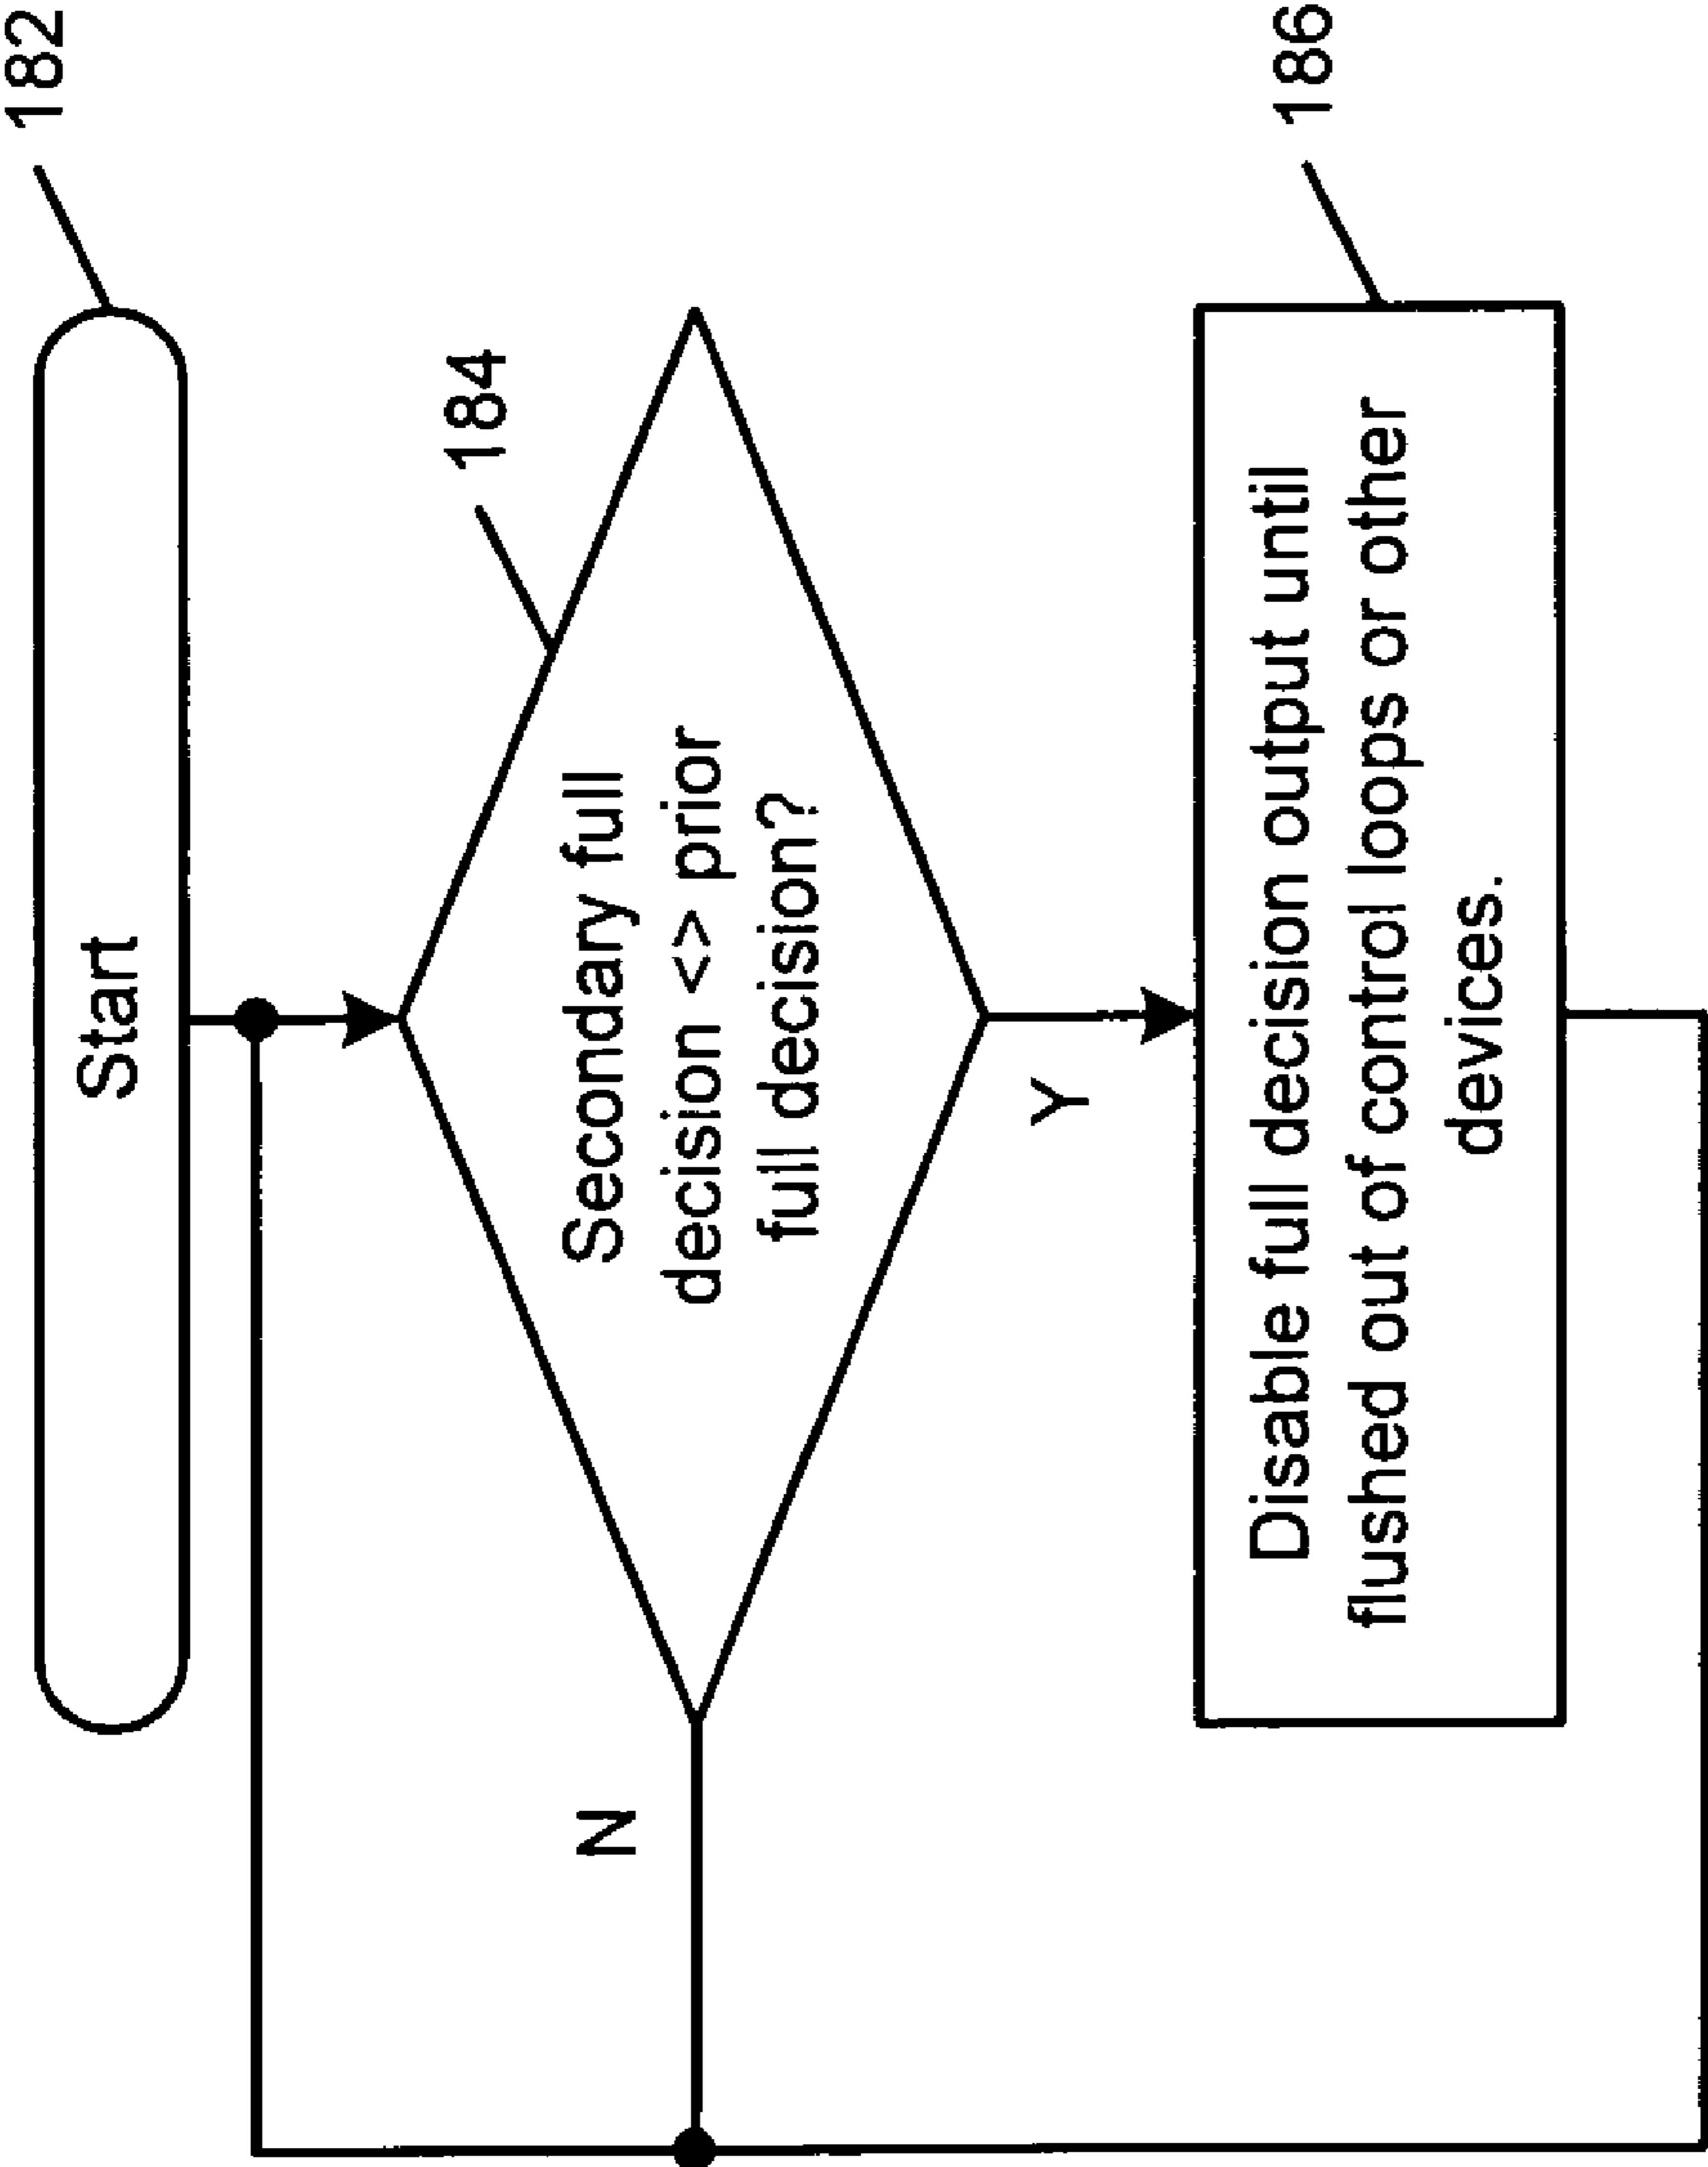 Start
182
184
Secondary full
decision <> prior
full decision?
N
Y
186
Disable full decision output until
flushed out of control loops or other
devices.